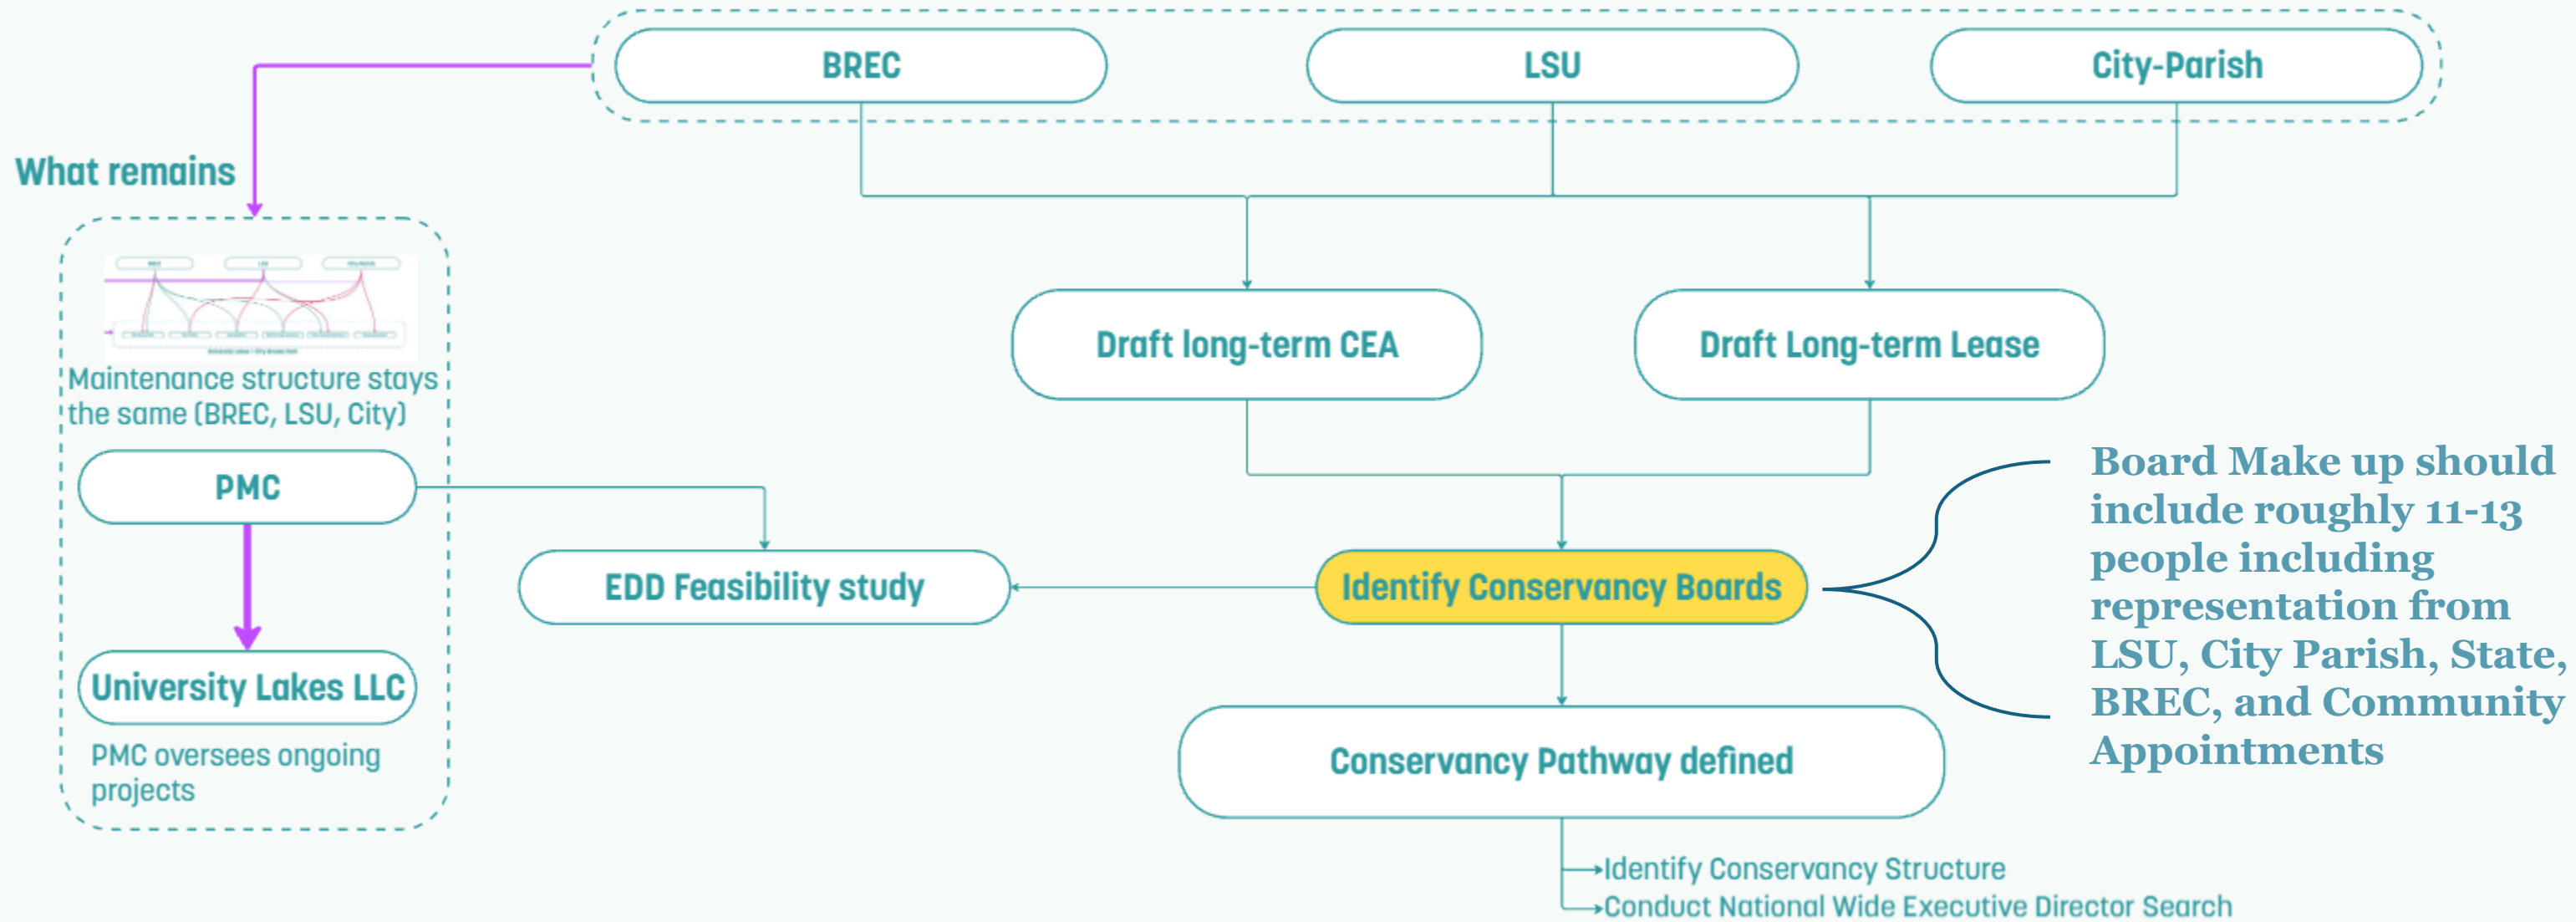 BREC
LSU
City-Parish
What remains
BREC
LSU
Maintenance structure stays
the same (BREC, LSU, City)
PMC
University Lakes LLC
PMC oversees ongoing
projects
Draft long-term CEA
Draft Long-term Lease
EDD Feasibility study
Identify Conservancy Boards
Board Make up should
include roughly 11-13
people including
representation from
LSU, City Parish, State,
BREC, and Community
Appointments
Conservancy Pathway defined
Identify Conservancy Structure
Conduct National Wide Executive Director Search